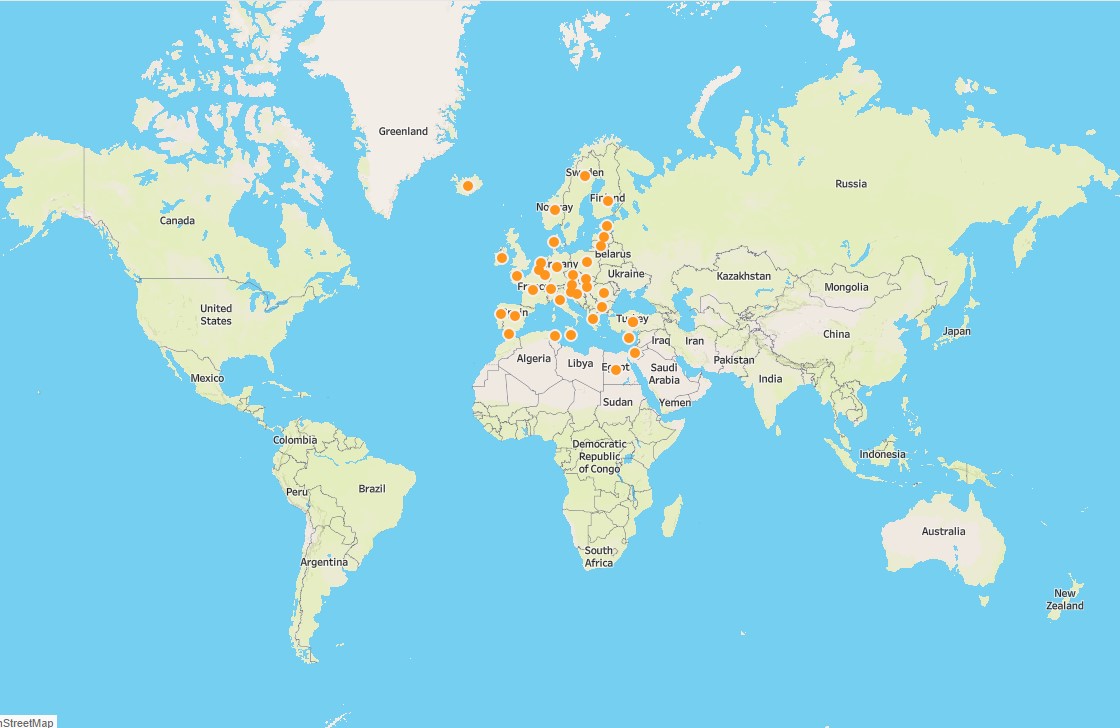 Greenland
Sweden
Russia
Finland
Norway
Canada
Belarus
Ukraine
Kazakhstan
Mongolia
United
States
Turkey
China
Japan
Iraq
Iran
Algeria
Libya
Pakistan
Egypt
Saudi
Arabia
India
Mexico
Sudan
Yemen
Colombia
Democratic
Republic
of Congo
Indonesia
Peru
Brazil
Australia
South
Africa
Argentina
New
Zealand
nStreetMap